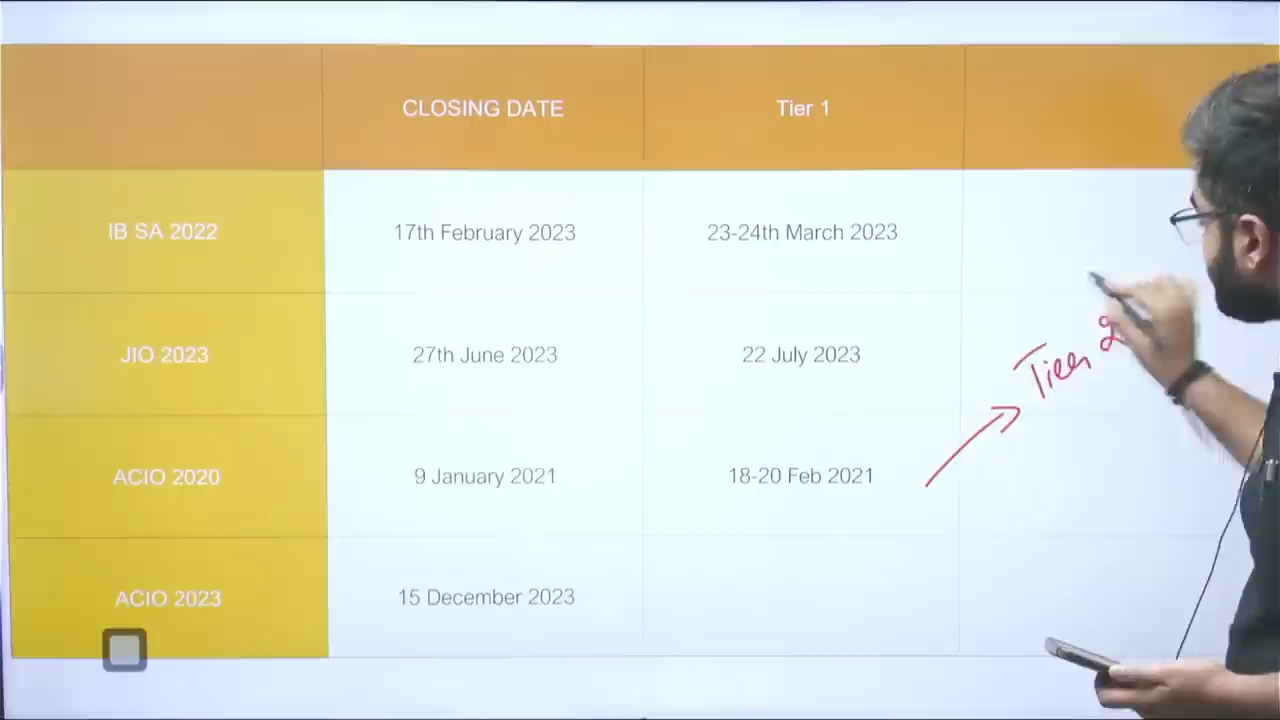 CLOSING DATE Tier 1
IB SA 2022 17th February 2023 23-24th March 2023
JIO 2023 27th June 2023 22 July 2023
Tier 2
ACIO 2020 9 January 2021 18-20 Feb 2021
ACIO 2023 15 December 2023